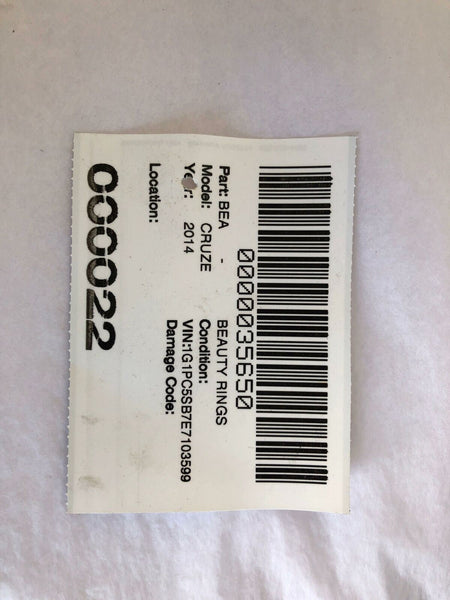 0000035650
Part: BEA - BEAUTY RINGS
Model: CRUZE Condition:
Year: 2014 VIN:1G1PC5SB7E7103599
Damage Code:
Location:
000022